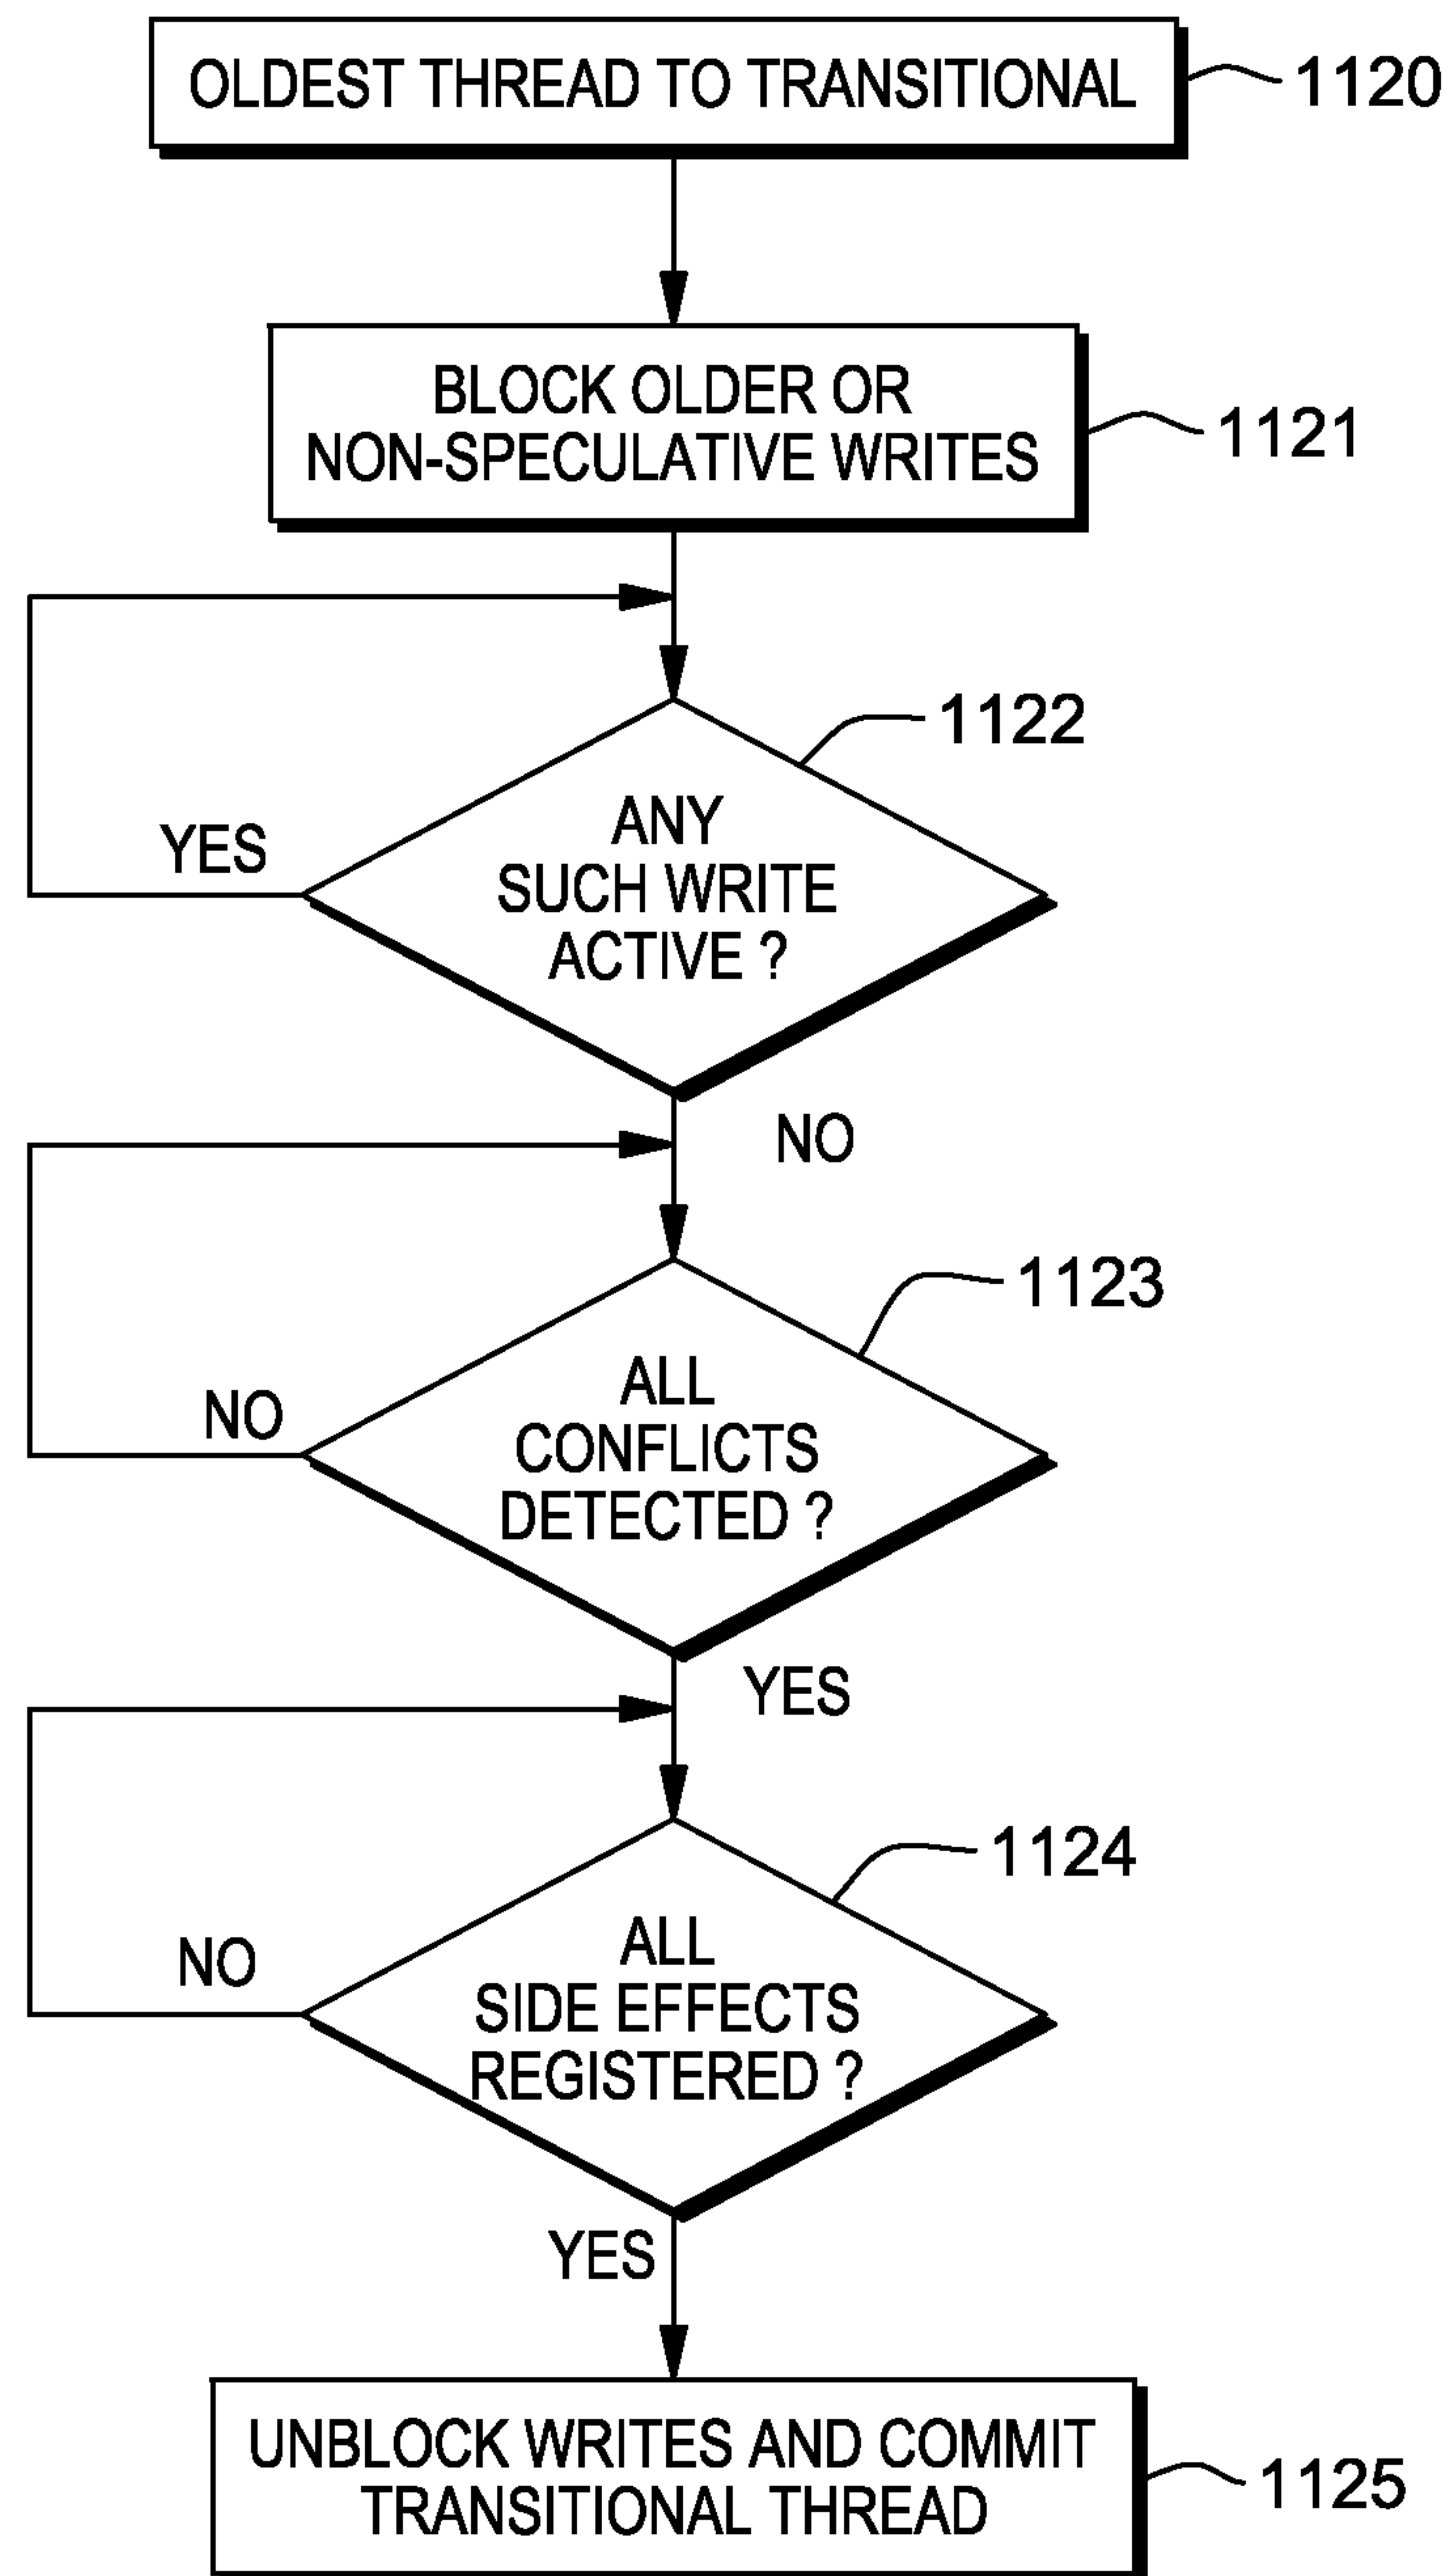 OLDEST THREAD TO TRANSITIONAL
1120
BLOCK OLDER OR
NON-SPECULATIVE WRITES
1121
1122
ANY
SUCH WRITE
ACTIVE ?
YES
NO
1123
ALL
CONFLICTS
DETECTED ?
NO
YES
1124
ALL
SIDE EFFECTS
REGISTERED ?
NO
YES
UNBLOCK WRITES AND COMMIT
TRANSITIONAL THREAD
1125